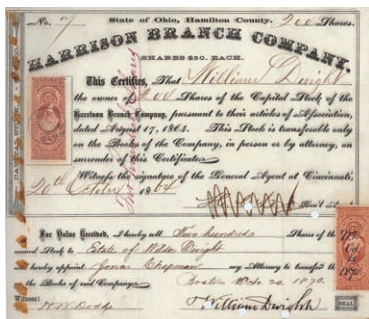 No. 7 State of Ohio, Hamilton County. 200 Shares.
HARRISON BRANCH COMPANY.
SHARES $50, EACH.
This Certifies, That William Dwight
the owner of 200 Shares of the Capital Stock of the
Harrison Branch Company, pursuant to their articles of Association,
dated August 17, 1864. This Stock is transferable only
on the Books of the Company, in person or by attorney, on
surrender of this Certificate.
Witness the signature of the General Agent at Cincinnati,
20th October 1864
Gen'l Agt.
CAPITAL STOCK
For Value Received, I hereby sell Two hundred Shares of the
named Stock to Estate of Dwight
hereby appoint Jonas Chapman my Attorney to transfer the
the Books of said Company.
Boston Oct. 20, 1870.
Witness:
W. W. Dodd William Dwight
SEAL